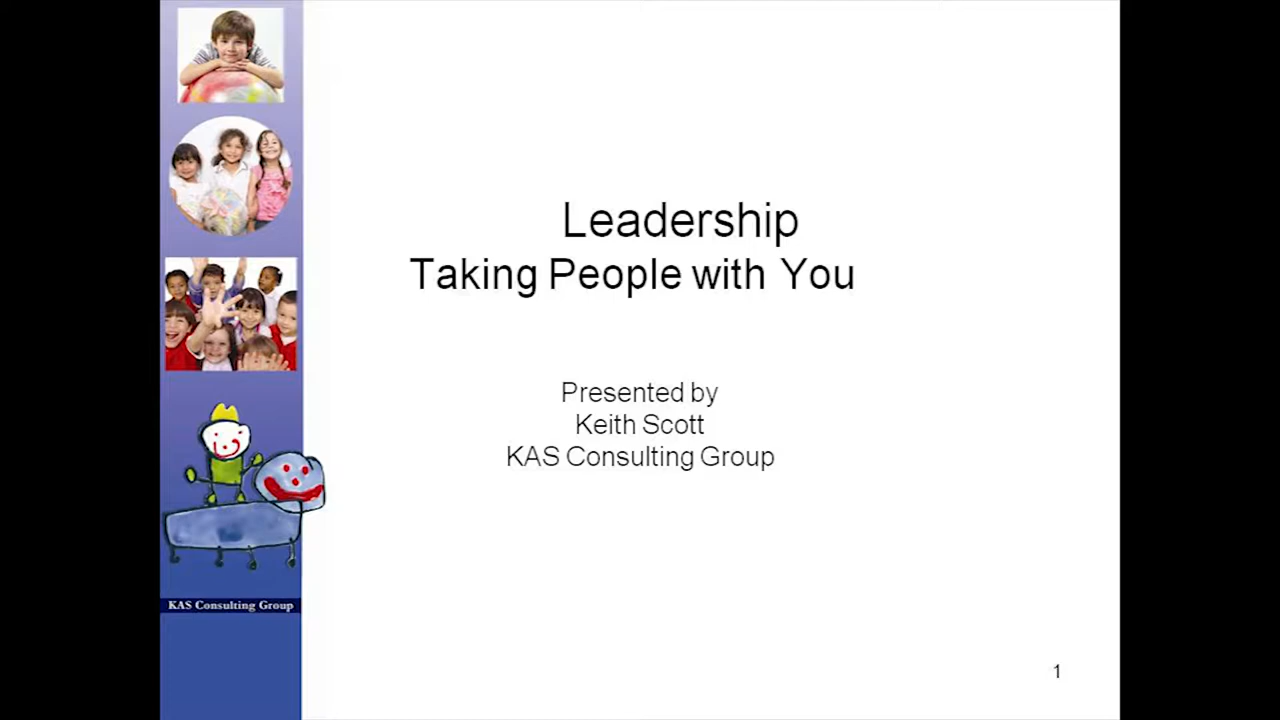 Leadership
Taking People with You
Presented by
Keith Scott
KAS Consulting Group
KAS Consulting Group
1